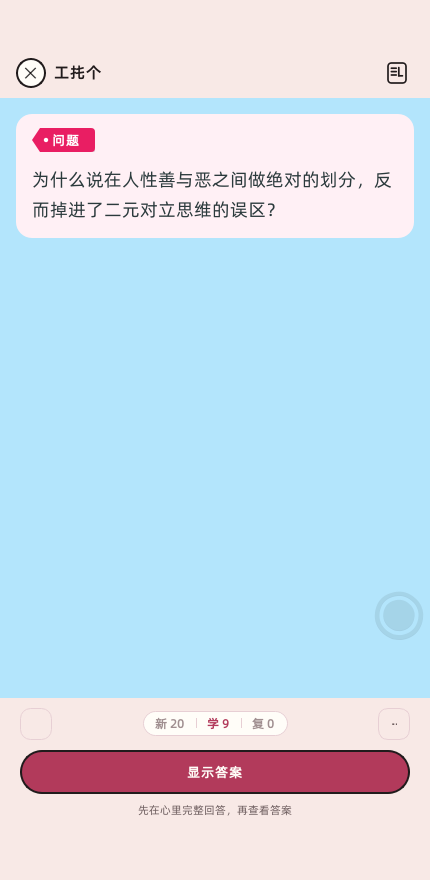 工托个
问题
为什么说在人性善与恶之间做绝对的划分，反
而掉进了二元对立思维的误区？
新 20
学 9
复 0
显示答案
先在心里完整回答，再查看答案